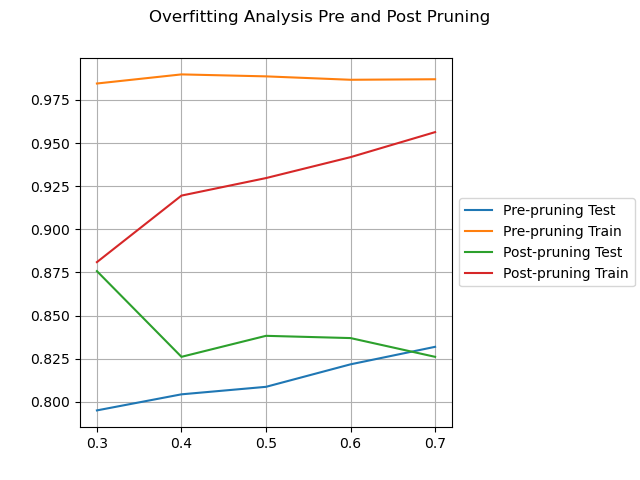 Overfitting Analysis Pre and Post Pruning
0.975
0.950
0.925
0.900
0.875
0.850
0.825
0.800
0.3 0.4 0.5 0.6 0.7
Pre-pruning Test
Pre-pruning Train
Post-pruning Test
Post-pruning Train